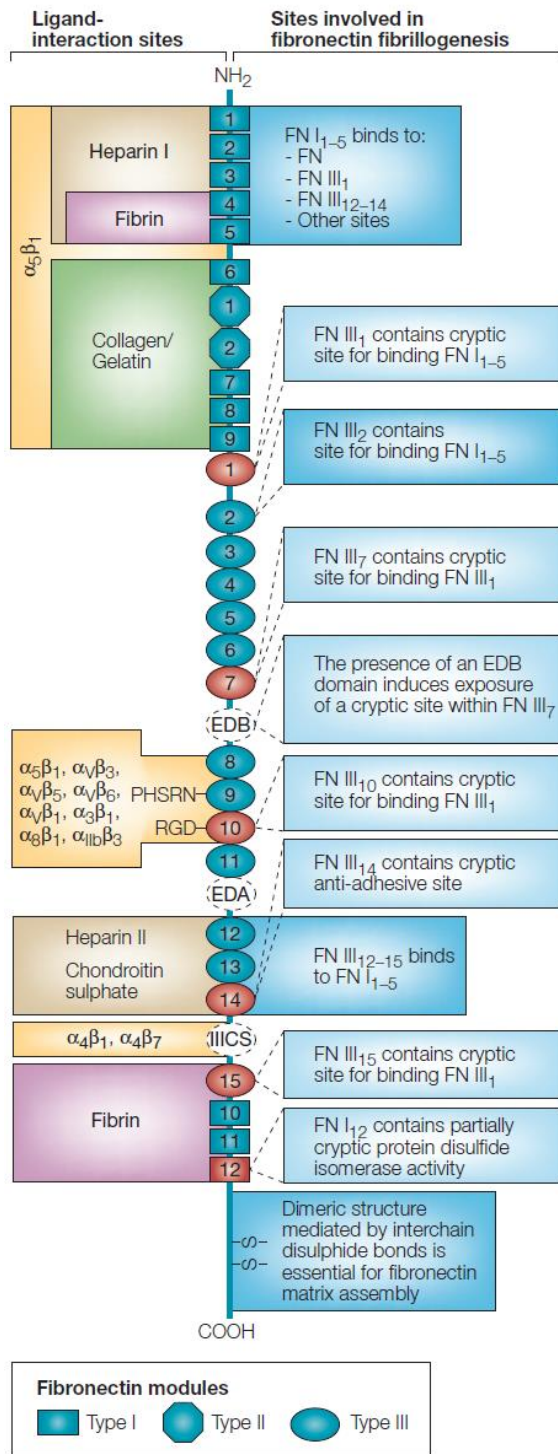 Ligand-
interaction sites
Sites involved in
fibronectin fibrillogenesis
NH2
α5β1
Heparin I
Fibrin
1
2
3
4
5
FN I1–5 binds to:
- FN
- FN III1
- FN III12–14
- Other sites
Collagen/
Gelatin
6
1
2
7
8
9
1
FN III1 contains cryptic
site for binding FN I1–5
2
FN III2 contains
site for binding FN I1–5
3
4
5
6
7
FN III7 contains cryptic
site for binding FN III1
EDB
The presence of an EDB
domain induces exposure
of a cryptic site within FN III7
α5β1, αVβ3,
αVβ5, αVβ6,
αVβ1, α3β1,
α8β1, αIIbβ3
PHSRN
RGD
8
9
10
11
EDA
FN III10 contains cryptic
site for binding FN III1
FN III14 contains cryptic
anti-adhesive site
Heparin II
Chondroitin
sulphate
12
13
14
FN III12–15 binds
to FN I1–5
α4β1, α4β7
IIICS
Fibrin
15
10
11
12
FN III15 contains cryptic
site for binding FN III1
FN I12 contains partially
cryptic protein disulfide
isomerase activity
-S-
-S-
Dimeric structure
mediated by interchain
disulphide bonds is
essential for fibronectin
matrix assembly
COOH
Fibronectin modules
Type I
Type II
Type III